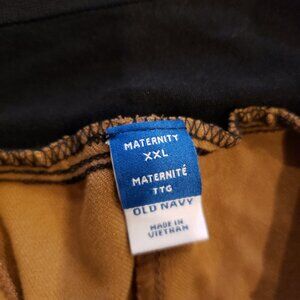 MATERNITY
XXL
MATERNITÉ
TTG
OLD NAVY
MADE IN
VIETNAM